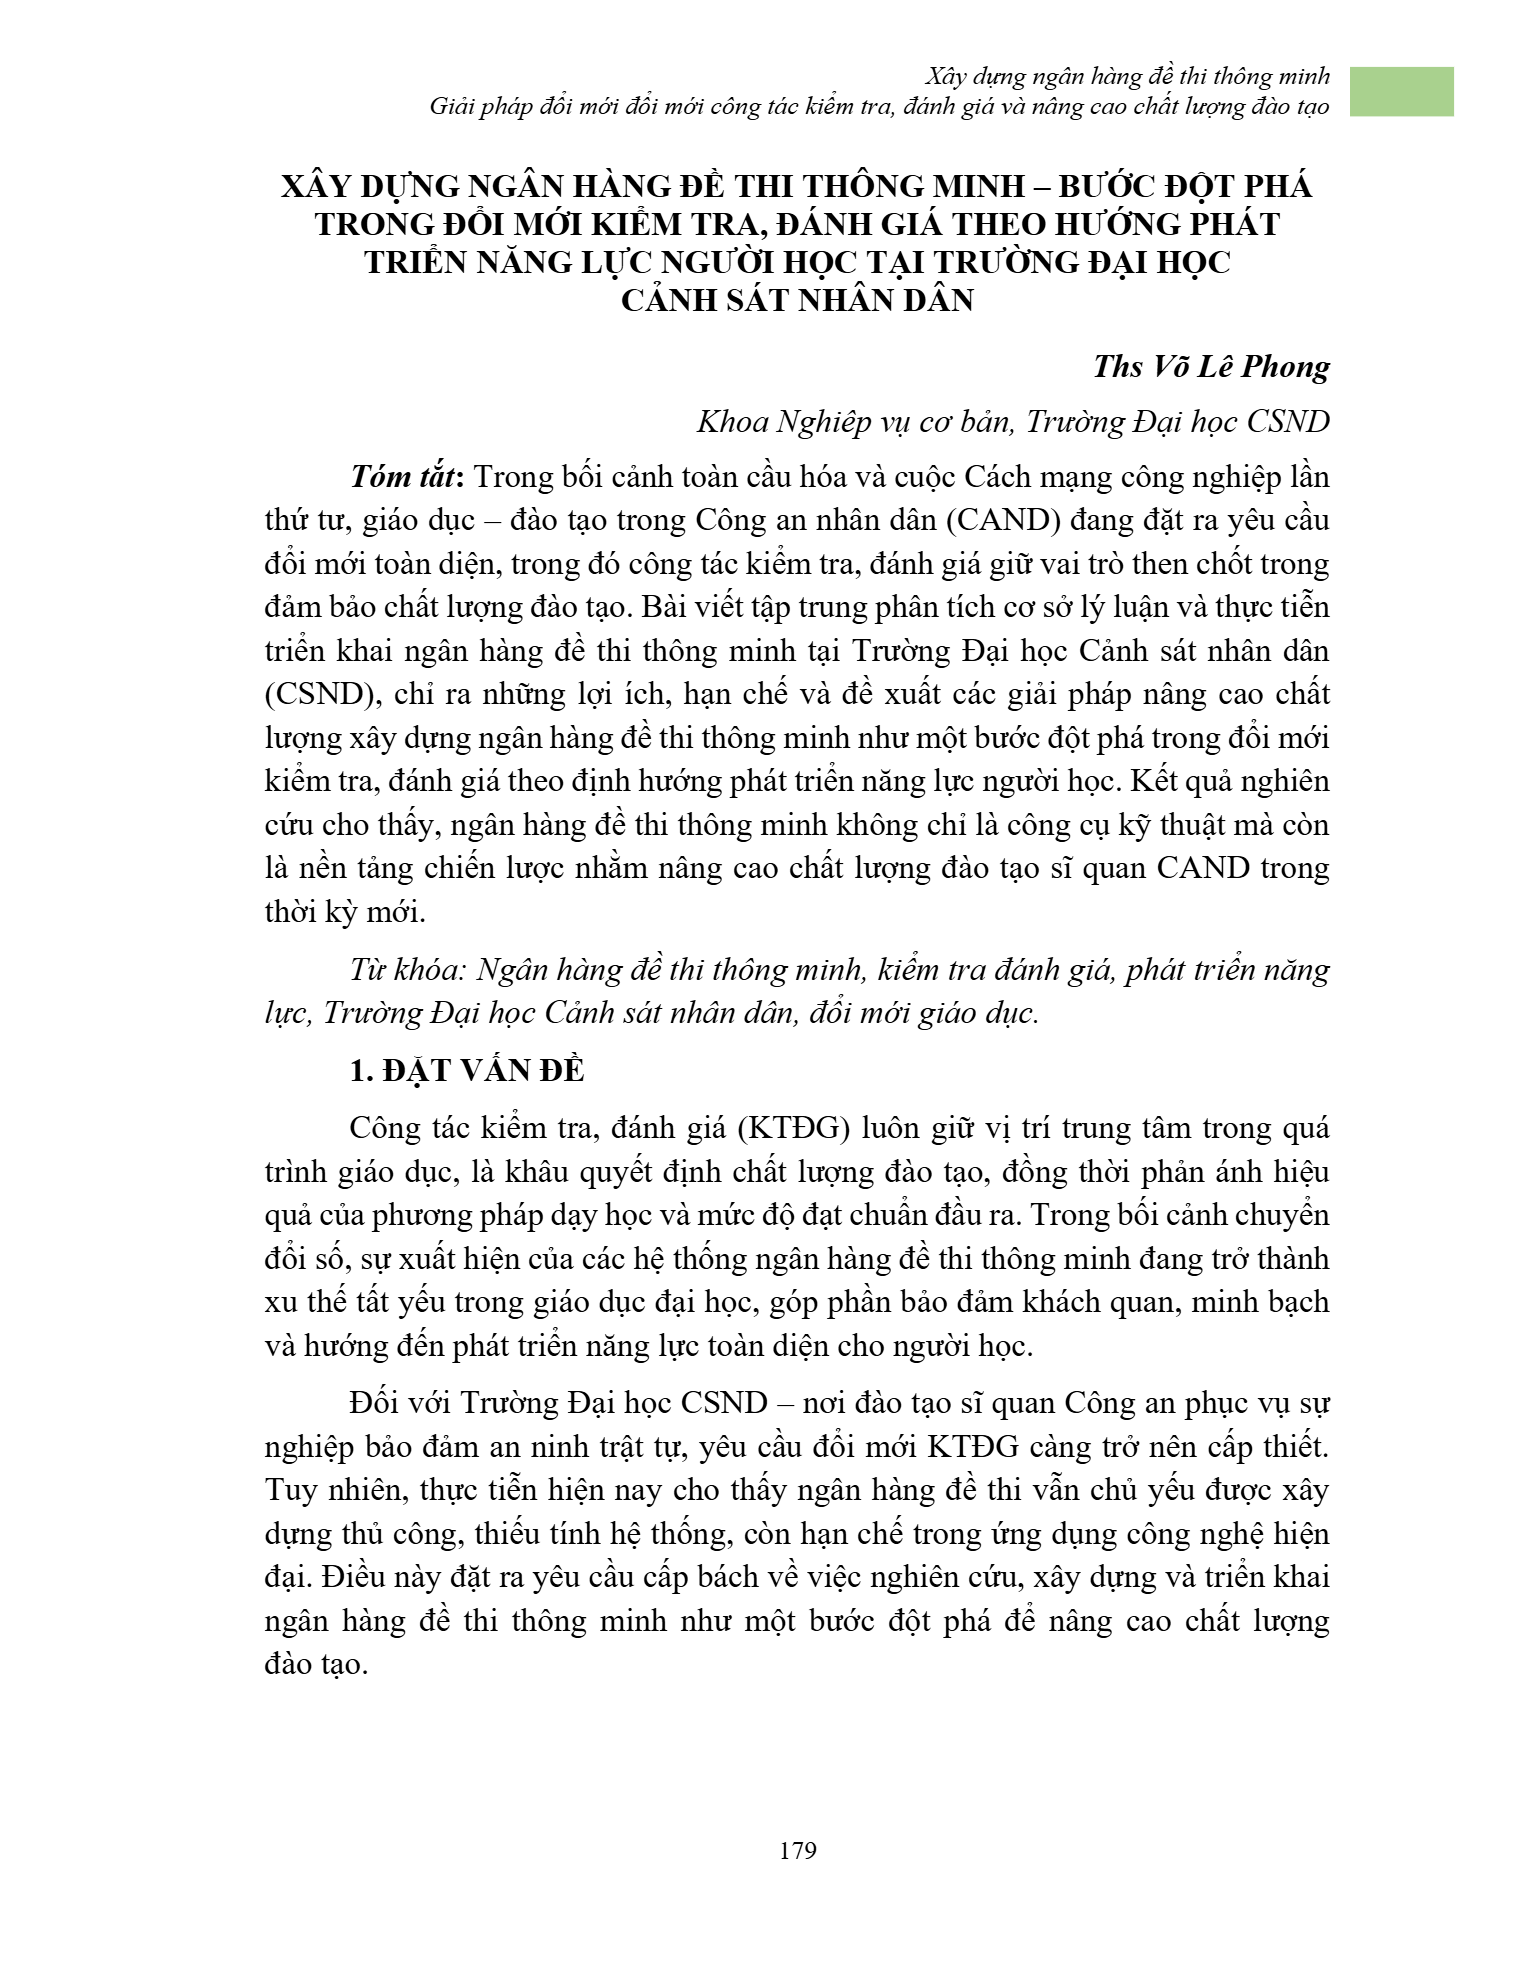 Xây dựng ngân hàng đề thi thông minh
Giải pháp đổi mới đổi mới công tác kiểm tra, đánh giá và nâng cao chất lượng đào tạo
XÂY DỰNG NGÂN HÀNG ĐỀ THI THÔNG MINH – BƯỚC ĐỘT PHÁ
TRONG ĐỔI MỚI KIỂM TRA, ĐÁNH GIÁ THEO HƯỚNG PHÁT
TRIỂN NĂNG LỰC NGƯỜI HỌC TẠI TRƯỜNG ĐẠI HỌC
CẢNH SÁT NHÂN DÂN
Ths Võ Lê Phong
Khoa Nghiêp vụ cơ bản, Trường Đại học CSND
Tóm tắt: Trong bối cảnh toàn cầu hóa và cuộc Cách mạng công nghiệp lần
thứ tư, giáo dục – đào tạo trong Công an nhân dân (CAND) đang đặt ra yêu cầu
đổi mới toàn diện, trong đó công tác kiểm tra, đánh giá giữ vai trò then chốt trong
đảm bảo chất lượng đào tạo. Bài viết tập trung phân tích cơ sở lý luận và thực tiễn
triển khai ngân hàng đề thi thông minh tại Trường Đại học Cảnh sát nhân dân
(CSND), chỉ ra những lợi ích, hạn chế và đề xuất các giải pháp nâng cao chất
lượng xây dựng ngân hàng đề thi thông minh như một bước đột phá trong đổi mới
kiểm tra, đánh giá theo định hướng phát triển năng lực người học. Kết quả nghiên
cứu cho thấy, ngân hàng đề thi thông minh không chỉ là công cụ kỹ thuật mà còn
là nền tảng chiến lược nhằm nâng cao chất lượng đào tạo sĩ quan CAND trong
thời kỳ mới.
Từ khóa: Ngân hàng đề thi thông minh, kiểm tra đánh giá, phát triển năng
lực, Trường Đại học Cảnh sát nhân dân, đổi mới giáo dục.
1. ĐẶT VẤN ĐỀ
Công tác kiểm tra, đánh giá (KTĐG) luôn giữ vị trí trung tâm trong quá
trình giáo dục, là khâu quyết định chất lượng đào tạo, đồng thời phản ánh hiệu
quả của phương pháp dạy học và mức độ đạt chuẩn đầu ra. Trong bối cảnh chuyển
đổi số, sự xuất hiện của các hệ thống ngân hàng đề thi thông minh đang trở thành
xu thế tất yếu trong giáo dục đại học, góp phần bảo đảm khách quan, minh bạch
và hướng đến phát triển năng lực toàn diện cho người học.
Đối với Trường Đại học CSND – nơi đào tạo sĩ quan Công an phục vụ sự
nghiệp bảo đảm an ninh trật tự, yêu cầu đổi mới KTĐG càng trở nên cấp thiết.
Tuy nhiên, thực tiễn hiện nay cho thấy ngân hàng đề thi vẫn chủ yếu được xây
dựng thủ công, thiếu tính hệ thống, còn hạn chế trong ứng dụng công nghệ hiện
đại. Điều này đặt ra yêu cầu cấp bách về việc nghiên cứu, xây dựng và triển khai
ngân hàng đề thi thông minh như một bước đột phá để nâng cao chất lượng
đào tạo.
179